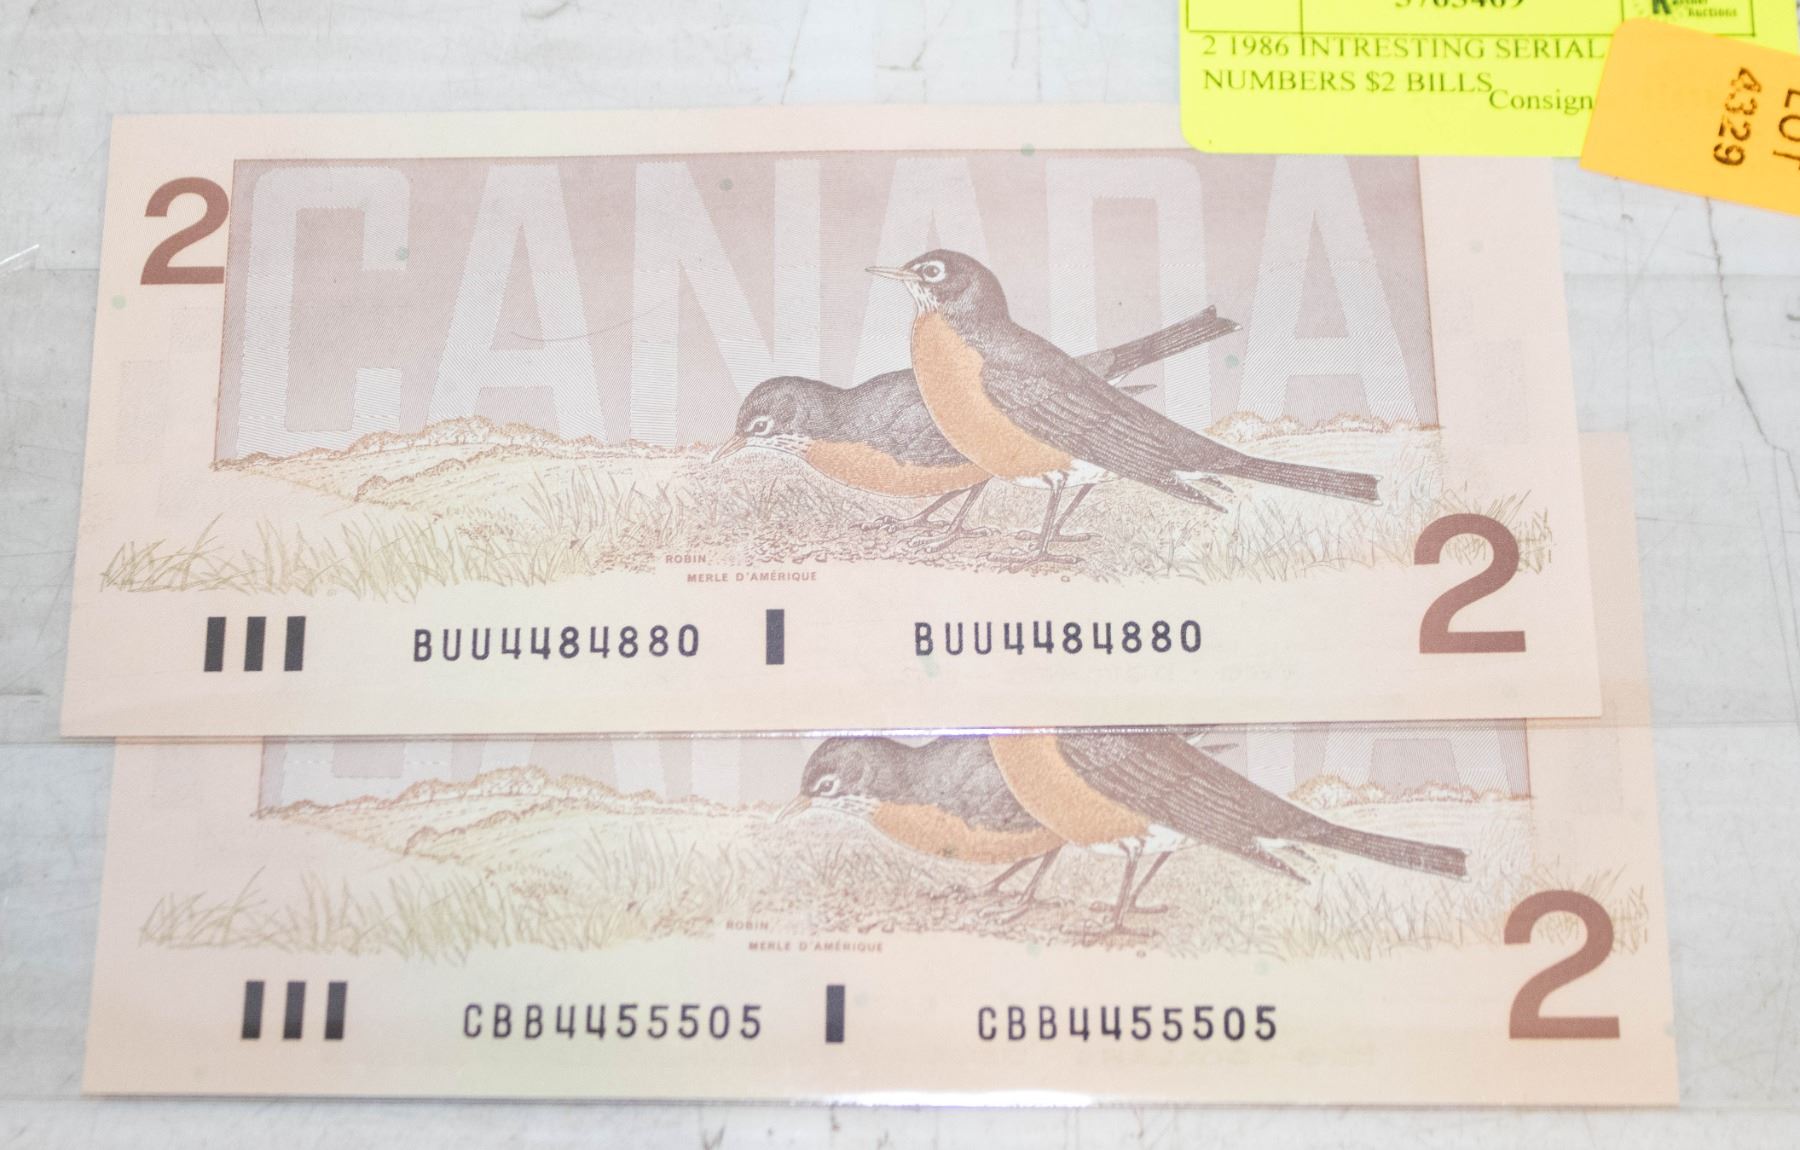 Auctions
2 1986 INTRESTING SERIAL
NUMBERS $2 BILLS
Consign
LOT
4329
CANADA
2
ROBIN
MERLE D'AMÉRIQUE
2
BUU4484880 BUU4484880
ROBIN
MERLE D'AMÉRIQUE
2
CBB4455505 CBB4455505